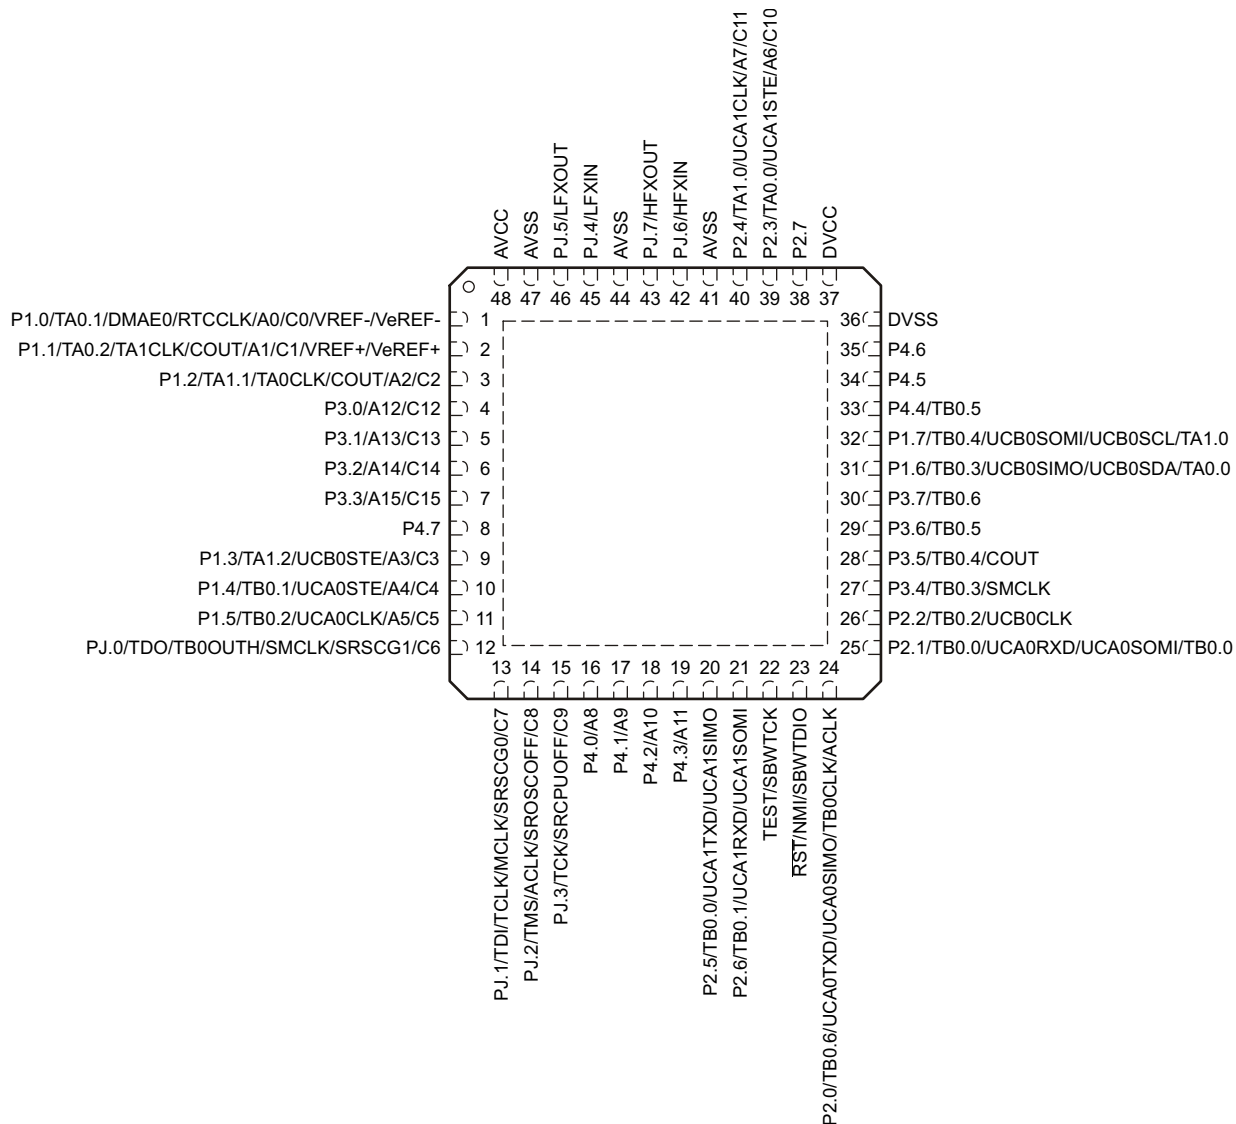 P2.4/TA1.0/UCA1CLK/A7/C11
P2.3/TA0.0/UCA1STE/A6/C10
AVCC
AVSS
PJ.5/LFXOUT
PJ.4/LFXIN
AVSS
PJ.7/HFXOUT
PJ.6/HFXIN
AVSS
P2.7
DVCC
48 47 46 45 44 43 42 41 40 39 38 37
P1.0/TA0.1/DMAE0/RTCCLK/A0/C0/VREF-/VeREF- 1
36 DVSS
P1.1/TA0.2/TA1CLK/COUT/A1/C1/VREF+/VeREF+ 2
35 P4.6
P1.2/TA1.1/TA0CLK/COUT/A2/C2 3
34 P4.5
P3.0/A12/C12 4
33 P4.4/TB0.5
P3.1/A13/C13 5
32 P1.7/TB0.4/UCB0SOMI/UCB0SCL/TA1.0
P3.2/A14/C14 6
31 P1.6/TB0.3/UCB0SIMO/UCB0SDA/TA0.0
P3.3/A15/C15 7
30 P3.7/TB0.6
P4.7 8
29 P3.6/TB0.5
P1.3/TA1.2/UCB0STE/A3/C3 9
28 P3.5/TB0.4/COUT
P1.4/TB0.1/UCA0STE/A4/C4 10
27 P3.4/TB0.3/SMCLK
P1.5/TB0.2/UCA0CLK/A5/C5 11
26 P2.2/TB0.2/UCB0CLK
PJ.0/TDO/TB0OUTH/SMCLK/SRSCG1/C6 12
25 P2.1/TB0.0/UCA0RXD/UCA0SOMI/TB0.0
13 14 15 16 17 18 19 20 21 22 23 24
PJ.1/TDI/TCLK/MCLK/SRSCG0/C7
PJ.2/TMS/ACLK/SROSCOFF/C8
PJ.3/TCK/SRCPUOFF/C9
P4.0/A8
P4.1/A9
P4.2/A10
P4.3/A11
P2.5/TB0.0/UCA1TXD/UCA1SIMO
P2.6/TB0.1/UCA1RXD/UCA1SOMI
TEST/SBWTCK
RST/NMI/SBWTDIO
P2.0/TB0.6/UCA0TXD/UCA0SIMO/TB0CLK/ACLK